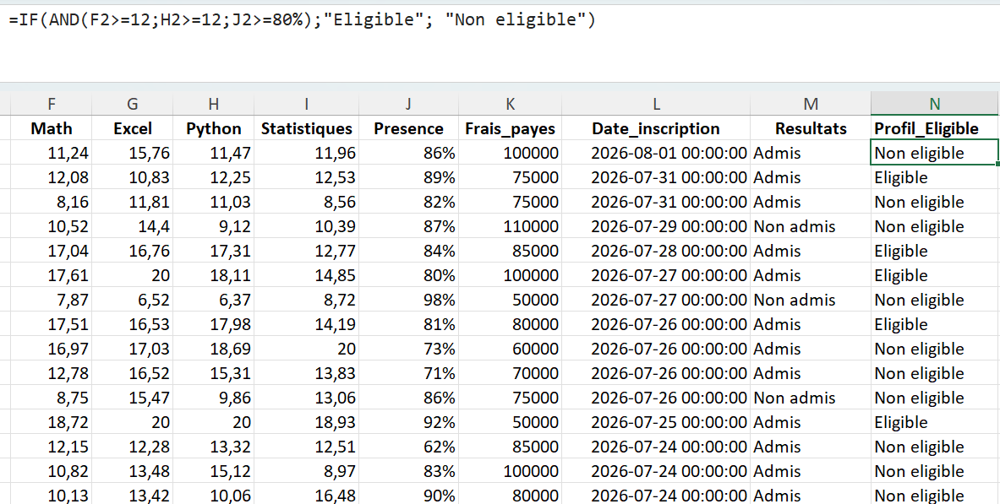 =IF(AND(F2>=12;H2>=12;J2>=80%);"Eligible"; "Non eligible")
F G H I J K L M N
Math Excel Python Statistiques Presence Frais_payes Date_inscription Resultats Profil_Eligible
11,24 15,76 11,47 11,96 86% 100000 2026-08-01 00:00:00 Admis Non eligible
12,08 10,83 12,25 12,53 89% 75000 2026-07-31 00:00:00 Admis Eligible
8,16 11,81 11,03 8,56 82% 75000 2026-07-31 00:00:00 Admis Non eligible
10,52 14,4 9,12 10,39 87% 110000 2026-07-29 00:00:00 Non admis Non eligible
17,04 16,76 17,31 12,77 84% 85000 2026-07-28 00:00:00 Admis Eligible
17,61 20 18,11 14,85 80% 100000 2026-07-27 00:00:00 Admis Eligible
7,87 6,52 6,37 8,72 98% 50000 2026-07-27 00:00:00 Non admis Non eligible
17,51 16,53 17,98 14,19 81% 80000 2026-07-26 00:00:00 Admis Eligible
16,97 17,03 18,69 20 73% 60000 2026-07-26 00:00:00 Admis Non eligible
12,78 16,52 15,31 13,83 71% 70000 2026-07-26 00:00:00 Admis Non eligible
8,75 15,47 9,86 13,06 86% 75000 2026-07-26 00:00:00 Non admis Non eligible
18,72 20 20 18,93 92% 50000 2026-07-25 00:00:00 Admis Eligible
12,15 12,28 13,32 12,51 62% 85000 2026-07-24 00:00:00 Admis Non eligible
10,82 13,48 15,12 8,97 83% 100000 2026-07-24 00:00:00 Admis Non eligible
10,13 13,42 10,06 16,48 90% 80000 2026-07-24 00:00:00 Admis Non eligible